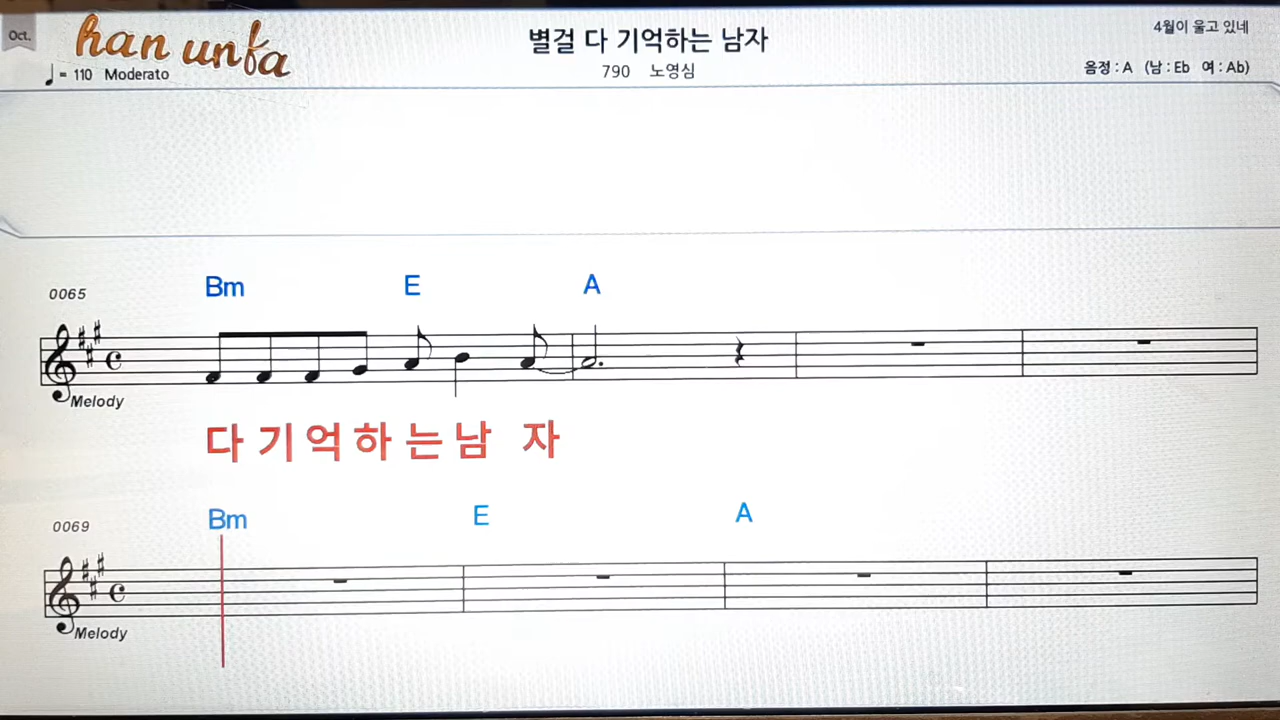 Oct.
han unfa
별걸 다 기억하는 남자
4월이 울고 있네
♩ = 110 Moderato
790 노영심
음정 : A (남 : Eb 여 : Ab)
0065
Bm E A
Melody
다 기 억 하 는 남 자
0069
Bm E A
Melody